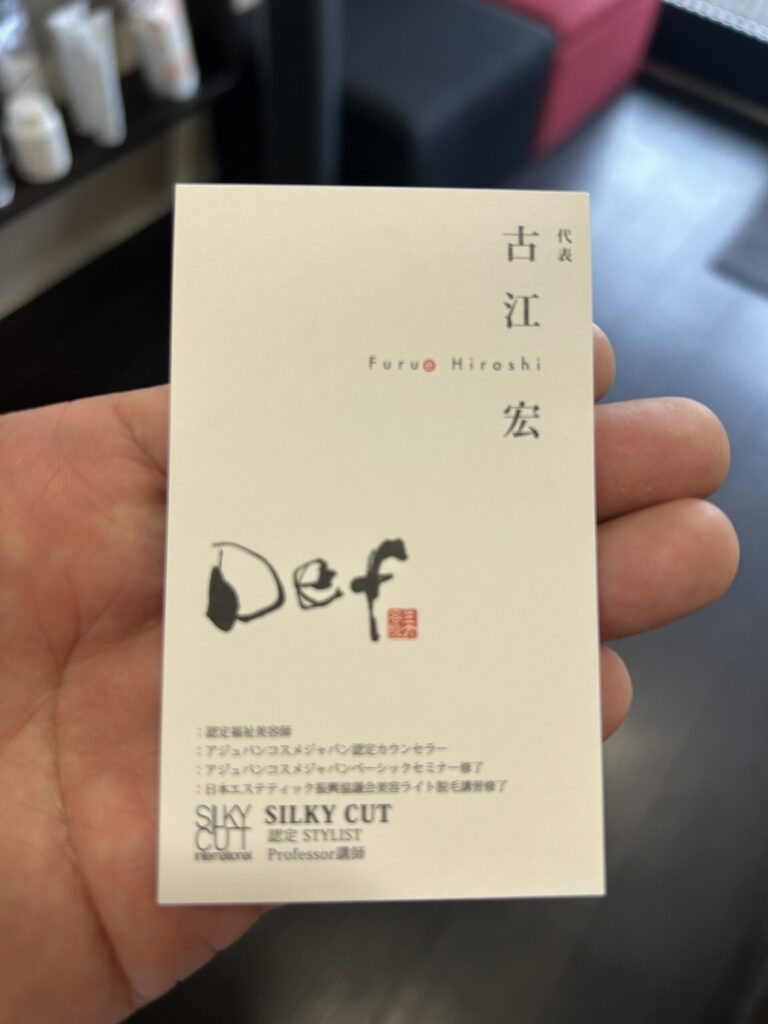 代表
古江 宏
Furue Hiroshi
Def
:認定福祉美容師
:アジュバンコスメジャパン認定カウンセラー
:アジュバンコスメジャパンベーシックセミナー修了
:日本エステティック振興協議会美容ライト脱毛講習修了
SILKY CUT international
SILKY CUT
認定 STYLIST
Professor講師